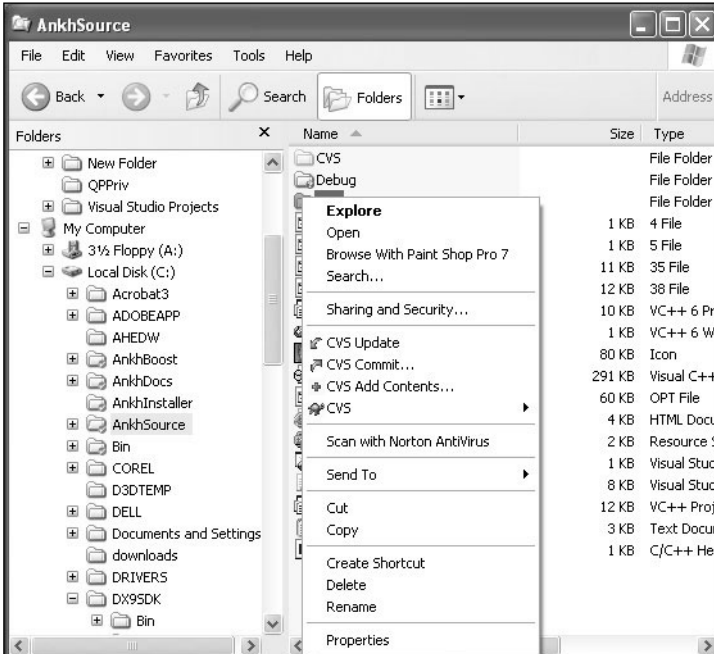 AnkhSource
File Edit View Favorites Tools Help
Back Search Folders Address
Folders
New Folder
QPPriv
Visual Studio Projects
My Computer
3½ Floppy (A:)
Local Disk (C:)
Acrobat3
ADOBEAPP
AHEDW
AnkhBoost
AnkhDocs
AnkhInstaller
AnkhSource
Bin
COREL
D3DTEMP
DELL
Documents and Settings
downloads
DRIVERS
DX9SDK
Bin
Name Size Type
CVS File Folder
Debug File Folder
File Folder
1 KB 4 File
1 KB 5 File
11 KB 35 File
12 KB 38 File
10 KB VC++ 6 Pr
1 KB VC++ 6 W
80 KB Icon
291 KB Visual C++
60 KB OPT File
4 KB HTML Docu
2 KB Resource S
1 KB Visual Stud
8 KB Visual Stud
12 KB VC++ Proj
3 KB Text Docur
1 KB C/C++ He
Explore
Open
Browse With Paint Shop Pro 7
Search...
Sharing and Security...
CVS Update
CVS Commit...
CVS Add Contents...
CVS
Scan with Norton AntiVirus
Send To
Cut
Copy
Create Shortcut
Delete
Rename
Properties